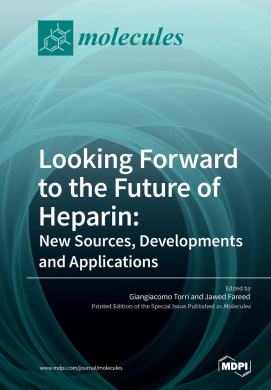 molecules
Looking Forward
to the Future of
Heparin:
New Sources, Developments
and Applications
Edited by
Giangiacomo Torri and Jawed Fareed
Printed Edition of the Special Issue Published in Molecules
www.mdpi.com/journal/molecules
MDPI